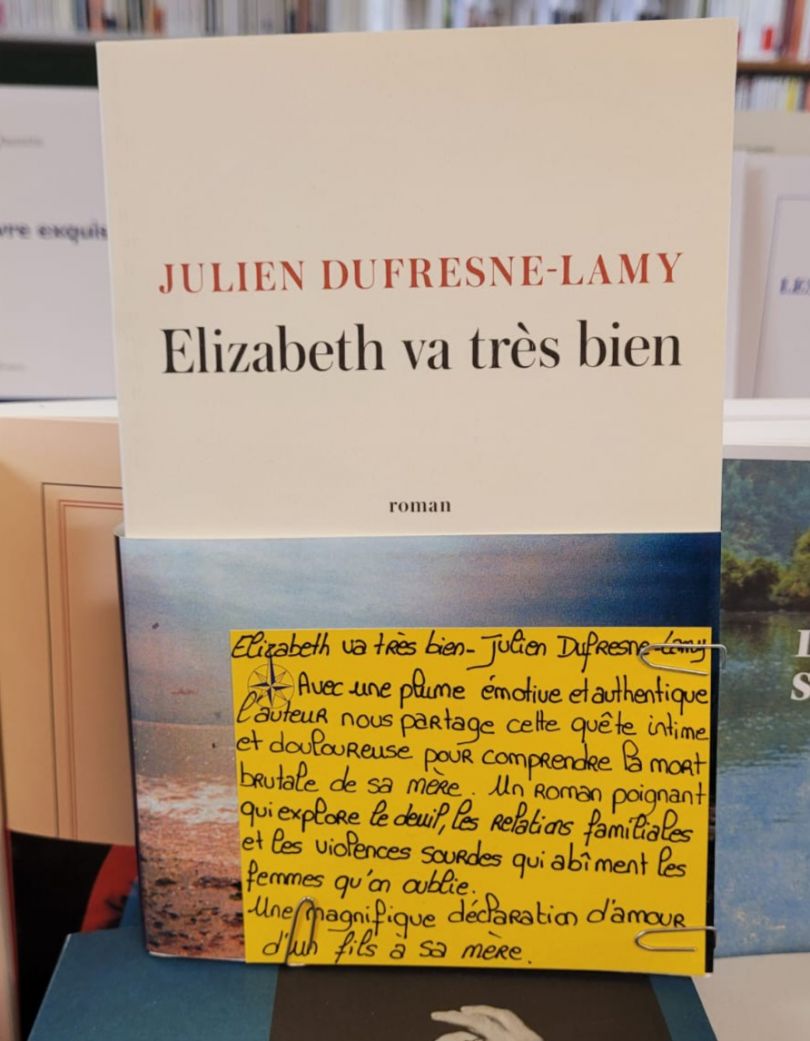 JULIEN DUFRESNE-LAMY
Elizabeth va très bien
roman
Elizabeth va très bien - Julien Dufresne-Lamy
Avec une plume émotive et authentique
l'auteur nous partage cette quête intime
et douloureuse pour comprendre la mort
brutale de sa mère. Un roman poignant
qui explore le deuil, les relations familiales
et les violences sourdes qui abîment les
femmes qu'on oublie.
Une magnifique déclaration d'amour
d'un fils à sa mère.
exquis